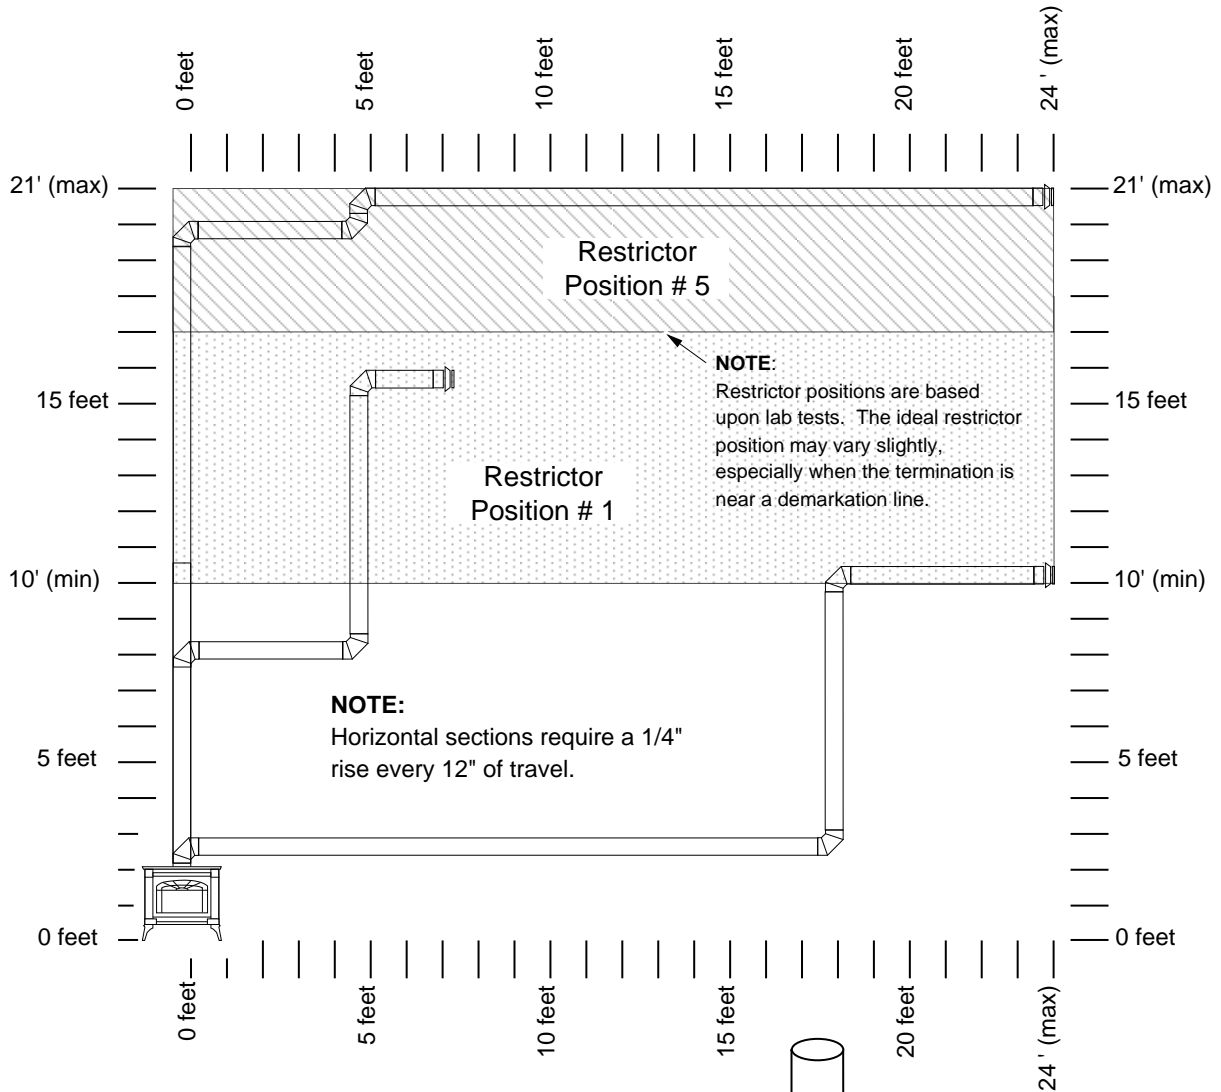 0 feet
5 feet
10 feet
15 feet
20 feet
24 ' (max)
21' (max)
21' (max)
Restrictor
Position # 5
NOTE:
Restrictor positions are based
upon lab tests. The ideal restrictor
position may vary slightly,
especially when the termination is
near a demarkation line.
15 feet
15 feet
Restrictor
Position # 1
10' (min)
10' (min)
NOTE:
Horizontal sections require a 1/4"
rise every 12" of travel.
5 feet
5 feet
0 feet
0 feet
0 feet
5 feet
10 feet
15 feet
20 feet
24 ' (max)